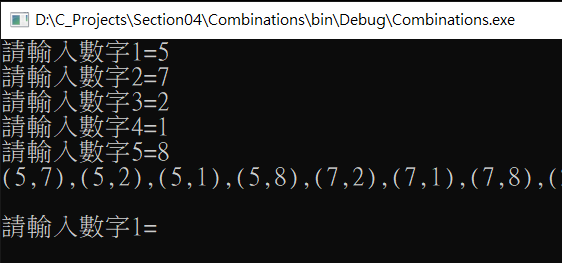 D:\C_Projects\Section04\Combinations\bin\Debug\Combinations.exe
請輸入數字1=5
請輸入數字2=7
請輸入數字3=2
請輸入數字4=1
請輸入數字5=8
(5,7),(5,2),(5,1),(5,8),(7,2),(7,1),(7,8),(
請輸入數字1=